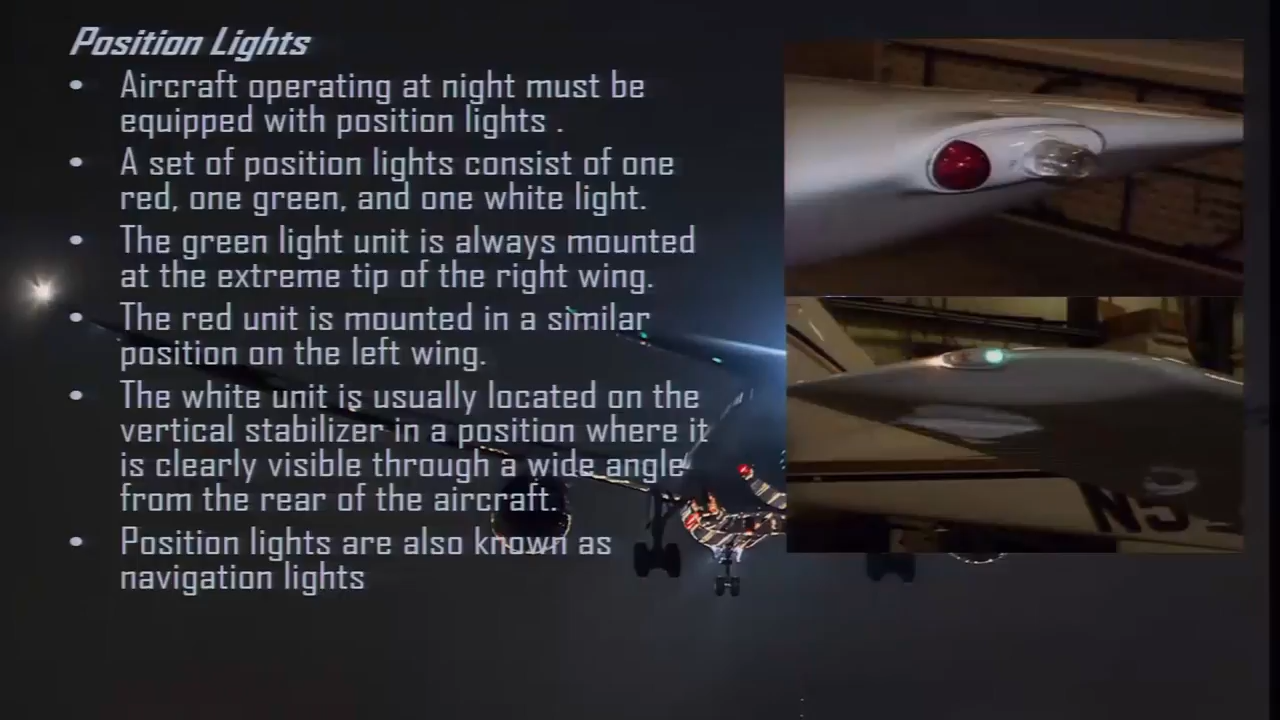 Position Lights
• Aircraft operating at night must be
equipped with position lights .
• A set of position lights consist of one
red, one green, and one white light.
• The green light unit is always mounted
at the extreme tip of the right wing.
• The red unit is mounted in a similar
position on the left wing.
• The white unit is usually located on the
vertical stabilizer in a position where it
is clearly visible through a wide angle
from the rear of the aircraft.
• Position lights are also known as
navigation lights
N5